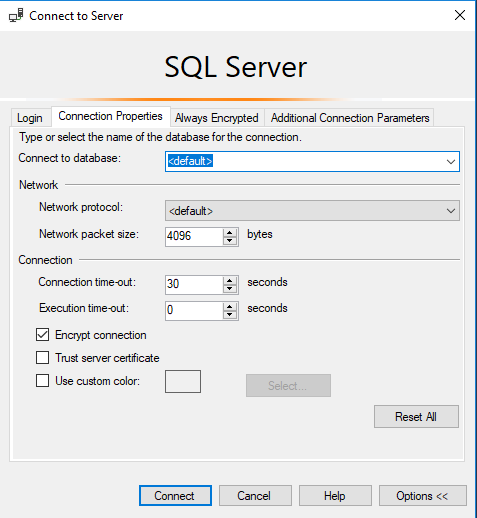 Connect to Server
SQL Server
Login Connection Properties Always Encrypted Additional Connection Parameters
Type or select the name of the database for the connection.
Connect to database: <default>
Network
Network protocol: <default>
Network packet size: 4096 bytes
Connection
Connection time-out: 30 seconds
Execution time-out: 0 seconds
Encrypt connection
Trust server certificate
Use custom color: Select...
Reset All
Connect Cancel Help Options <<